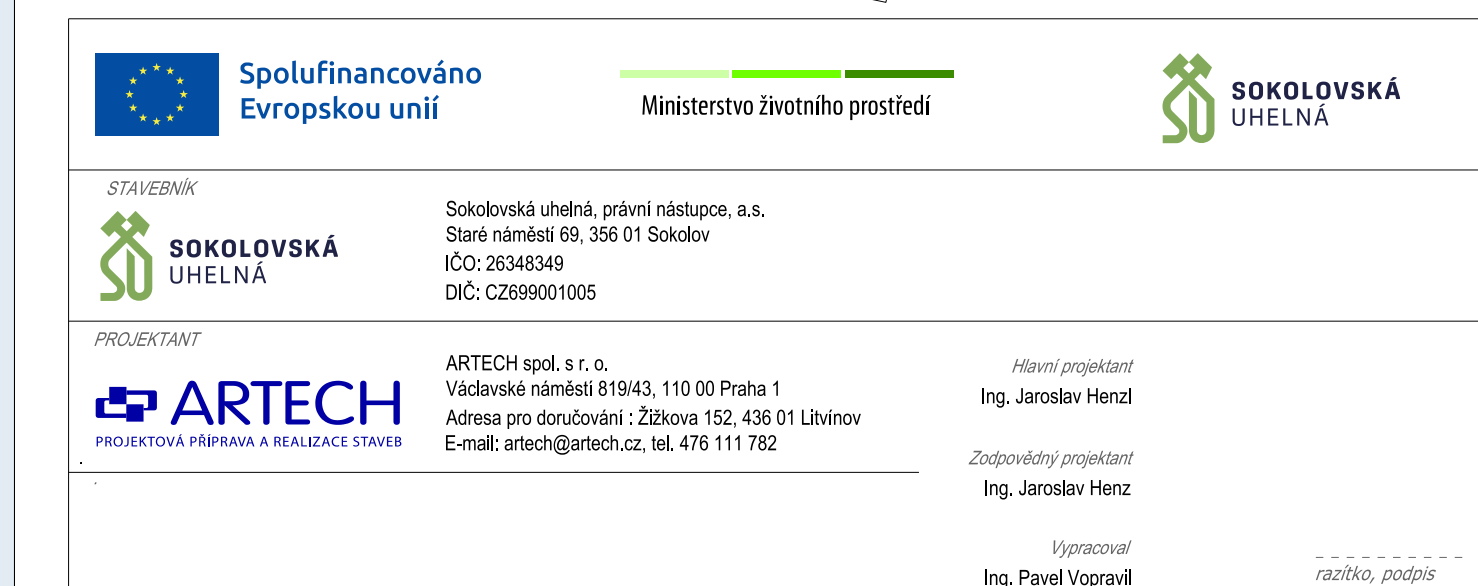 Spolufinancováno
Evropskou unií
Ministerstvo životního prostředí
SOKOLOVSKÁ
UHELNÁ
STAVEBNÍK
SOKOLOVSKÁ
UHELNÁ
Sokolovská uhelná, právní nástupce, a.s.
Staré náměstí 69, 356 01 Sokolov
IČO: 26348349
DIČ: CZ699001005
PROJEKTANT
ARTECH
PROJEKTOVÁ PŘÍPRAVA A REALIZACE STAVEB
ARTECH spol. s r. o.
Václavské náměstí 819/43, 110 00 Praha 1
Adresa pro doručování : Žižkova 152, 436 01 Litvínov
E-mail: artech@artech.cz, tel. 476 111 782
Hlavní projektant
Ing. Jaroslav Henzl
Zodpovědný projektant
Ing. Jaroslav Henz
Vypracoval
Ing. Pavel Vopravil
razítko, podpis